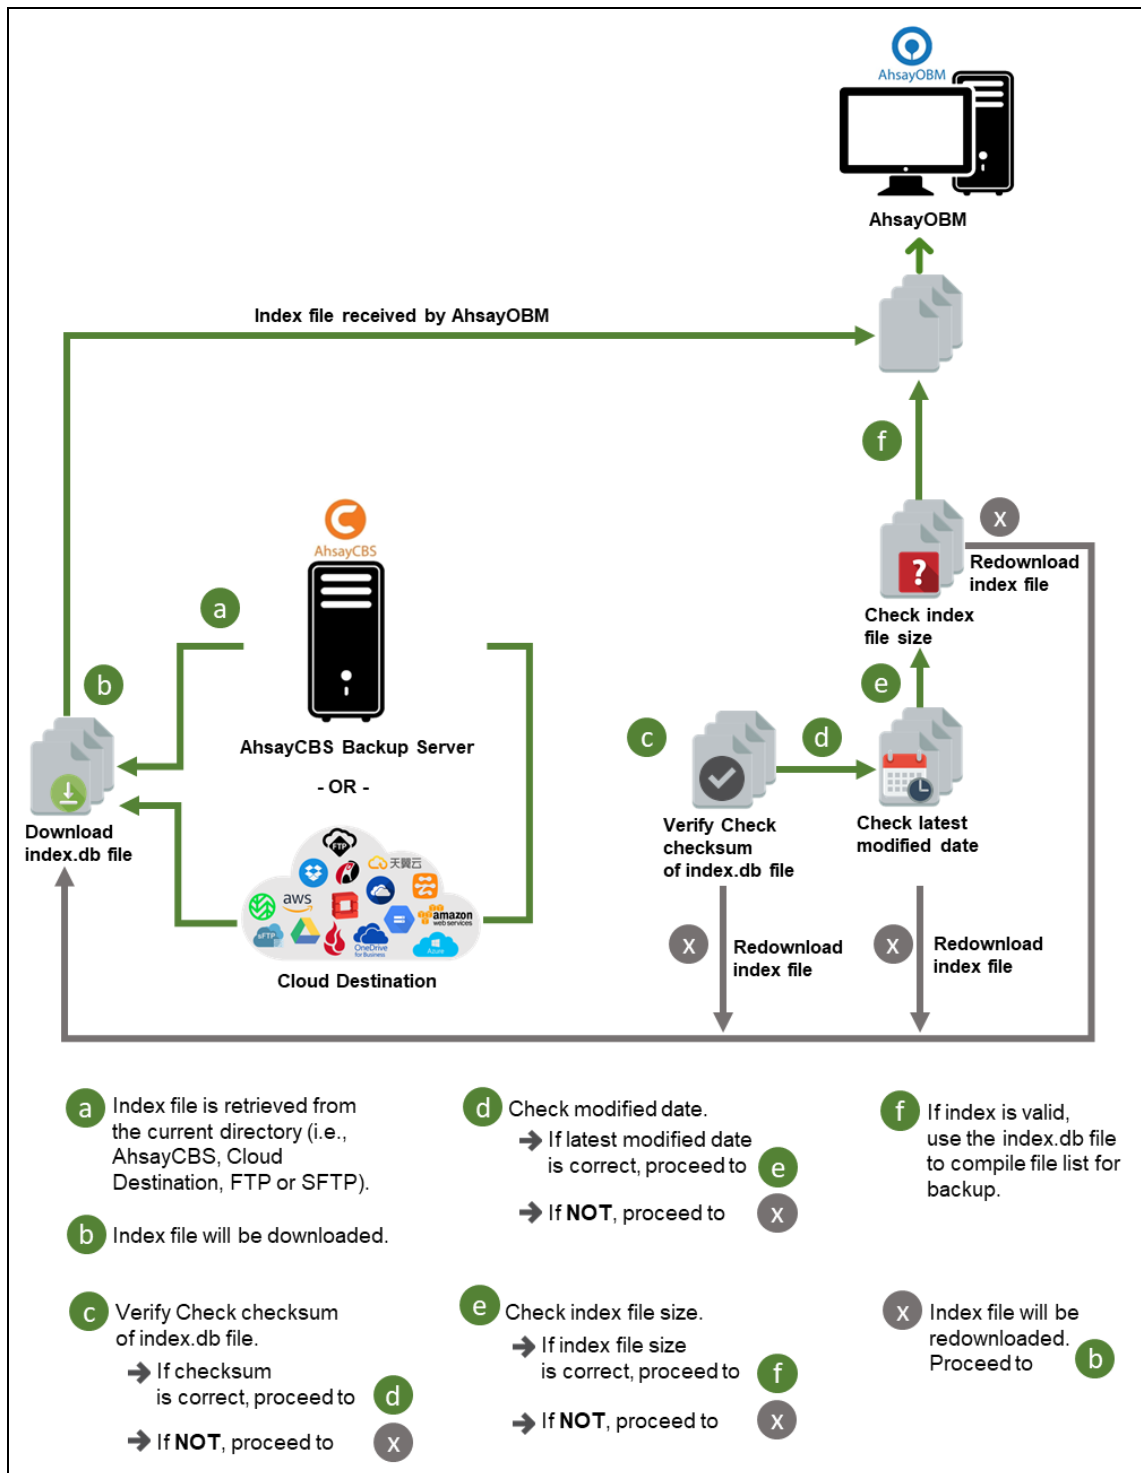 AhsayOBM
AhsayOBM
Index file received by AhsayOBM
f
x
Redownload
index file
Check index
file size
AhsayCBS
a
b
e
c
d
AhsayCBS Backup Server
- OR -
Download
index.db file
Verify Check
checksum
of index.db file
Check latest
modified date
FTP
天翼云
aws
amazon
web services
SFTP
OneDrive
for Business
Azure
Cloud Destination
x
Redownload
index file
x
Redownload
index file
a
Index file is retrieved from
the current directory (i.e.,
AhsayCBS, Cloud
Destination, FTP or SFTP).
b
Index file will be downloaded.
c
Verify Check checksum
of index.db file.
If checksum
is correct, proceed to d
If NOT, proceed to x
d
Check modified date.
If latest modified date
is correct, proceed to e
If NOT, proceed to x
e
Check index file size.
If index file size
is correct, proceed to f
If NOT, proceed to x
f
If index is valid,
use the index.db file
to compile file list for
backup.
x
Index file will be
redownloaded.
Proceed to b